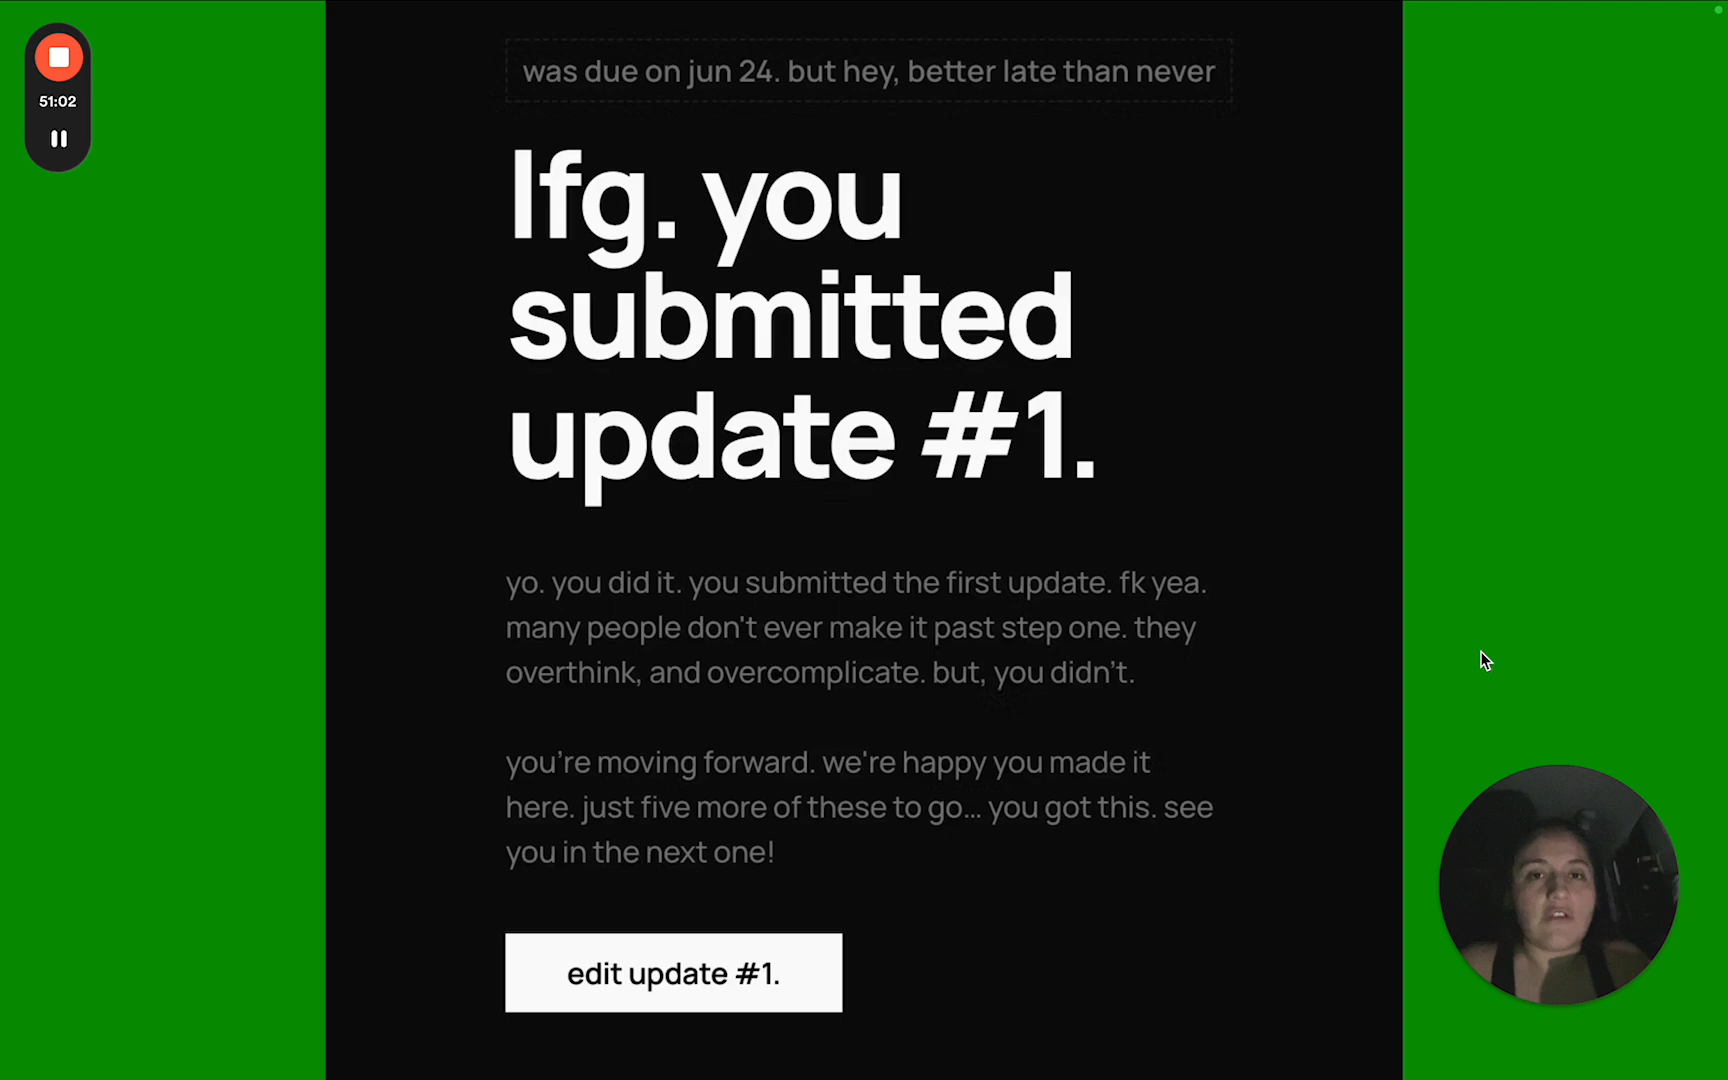 51:02
was due on jun 24. but hey, better late than never
lfg. you
submitted
update #1.
yo. you did it. you submitted the first update. fk yea.
many people don't ever make it past step one. they
overthink, and overcomplicate. but, you didn’t.
you’re moving forward. we're happy you made it
here. just five more of these to go... you got this. see
you in the next one!
edit update #1.